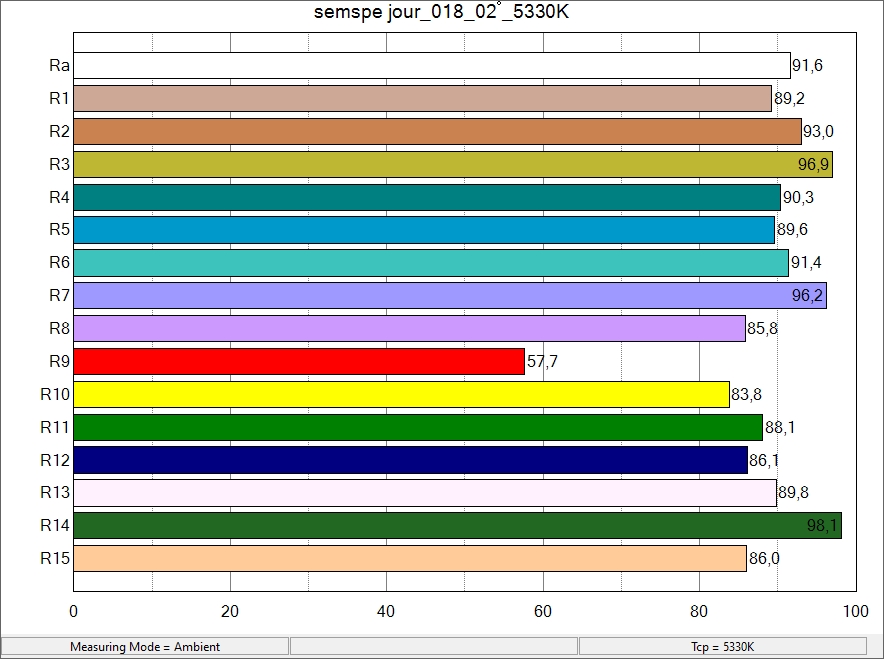 semspe jour_018_02°_5330K
Ra 91,6
R1 89,2
R2 93,0
R3 96,9
R4 90,3
R5 89,6
R6 91,4
R7 96,2
R8 85,8
R9 57,7
R10 83,8
R11 88,1
R12 86,1
R13 89,8
R14 98,1
R15 86,0
0 20 40 60 80 100
Measuring Mode = Ambient Tcp = 5330K